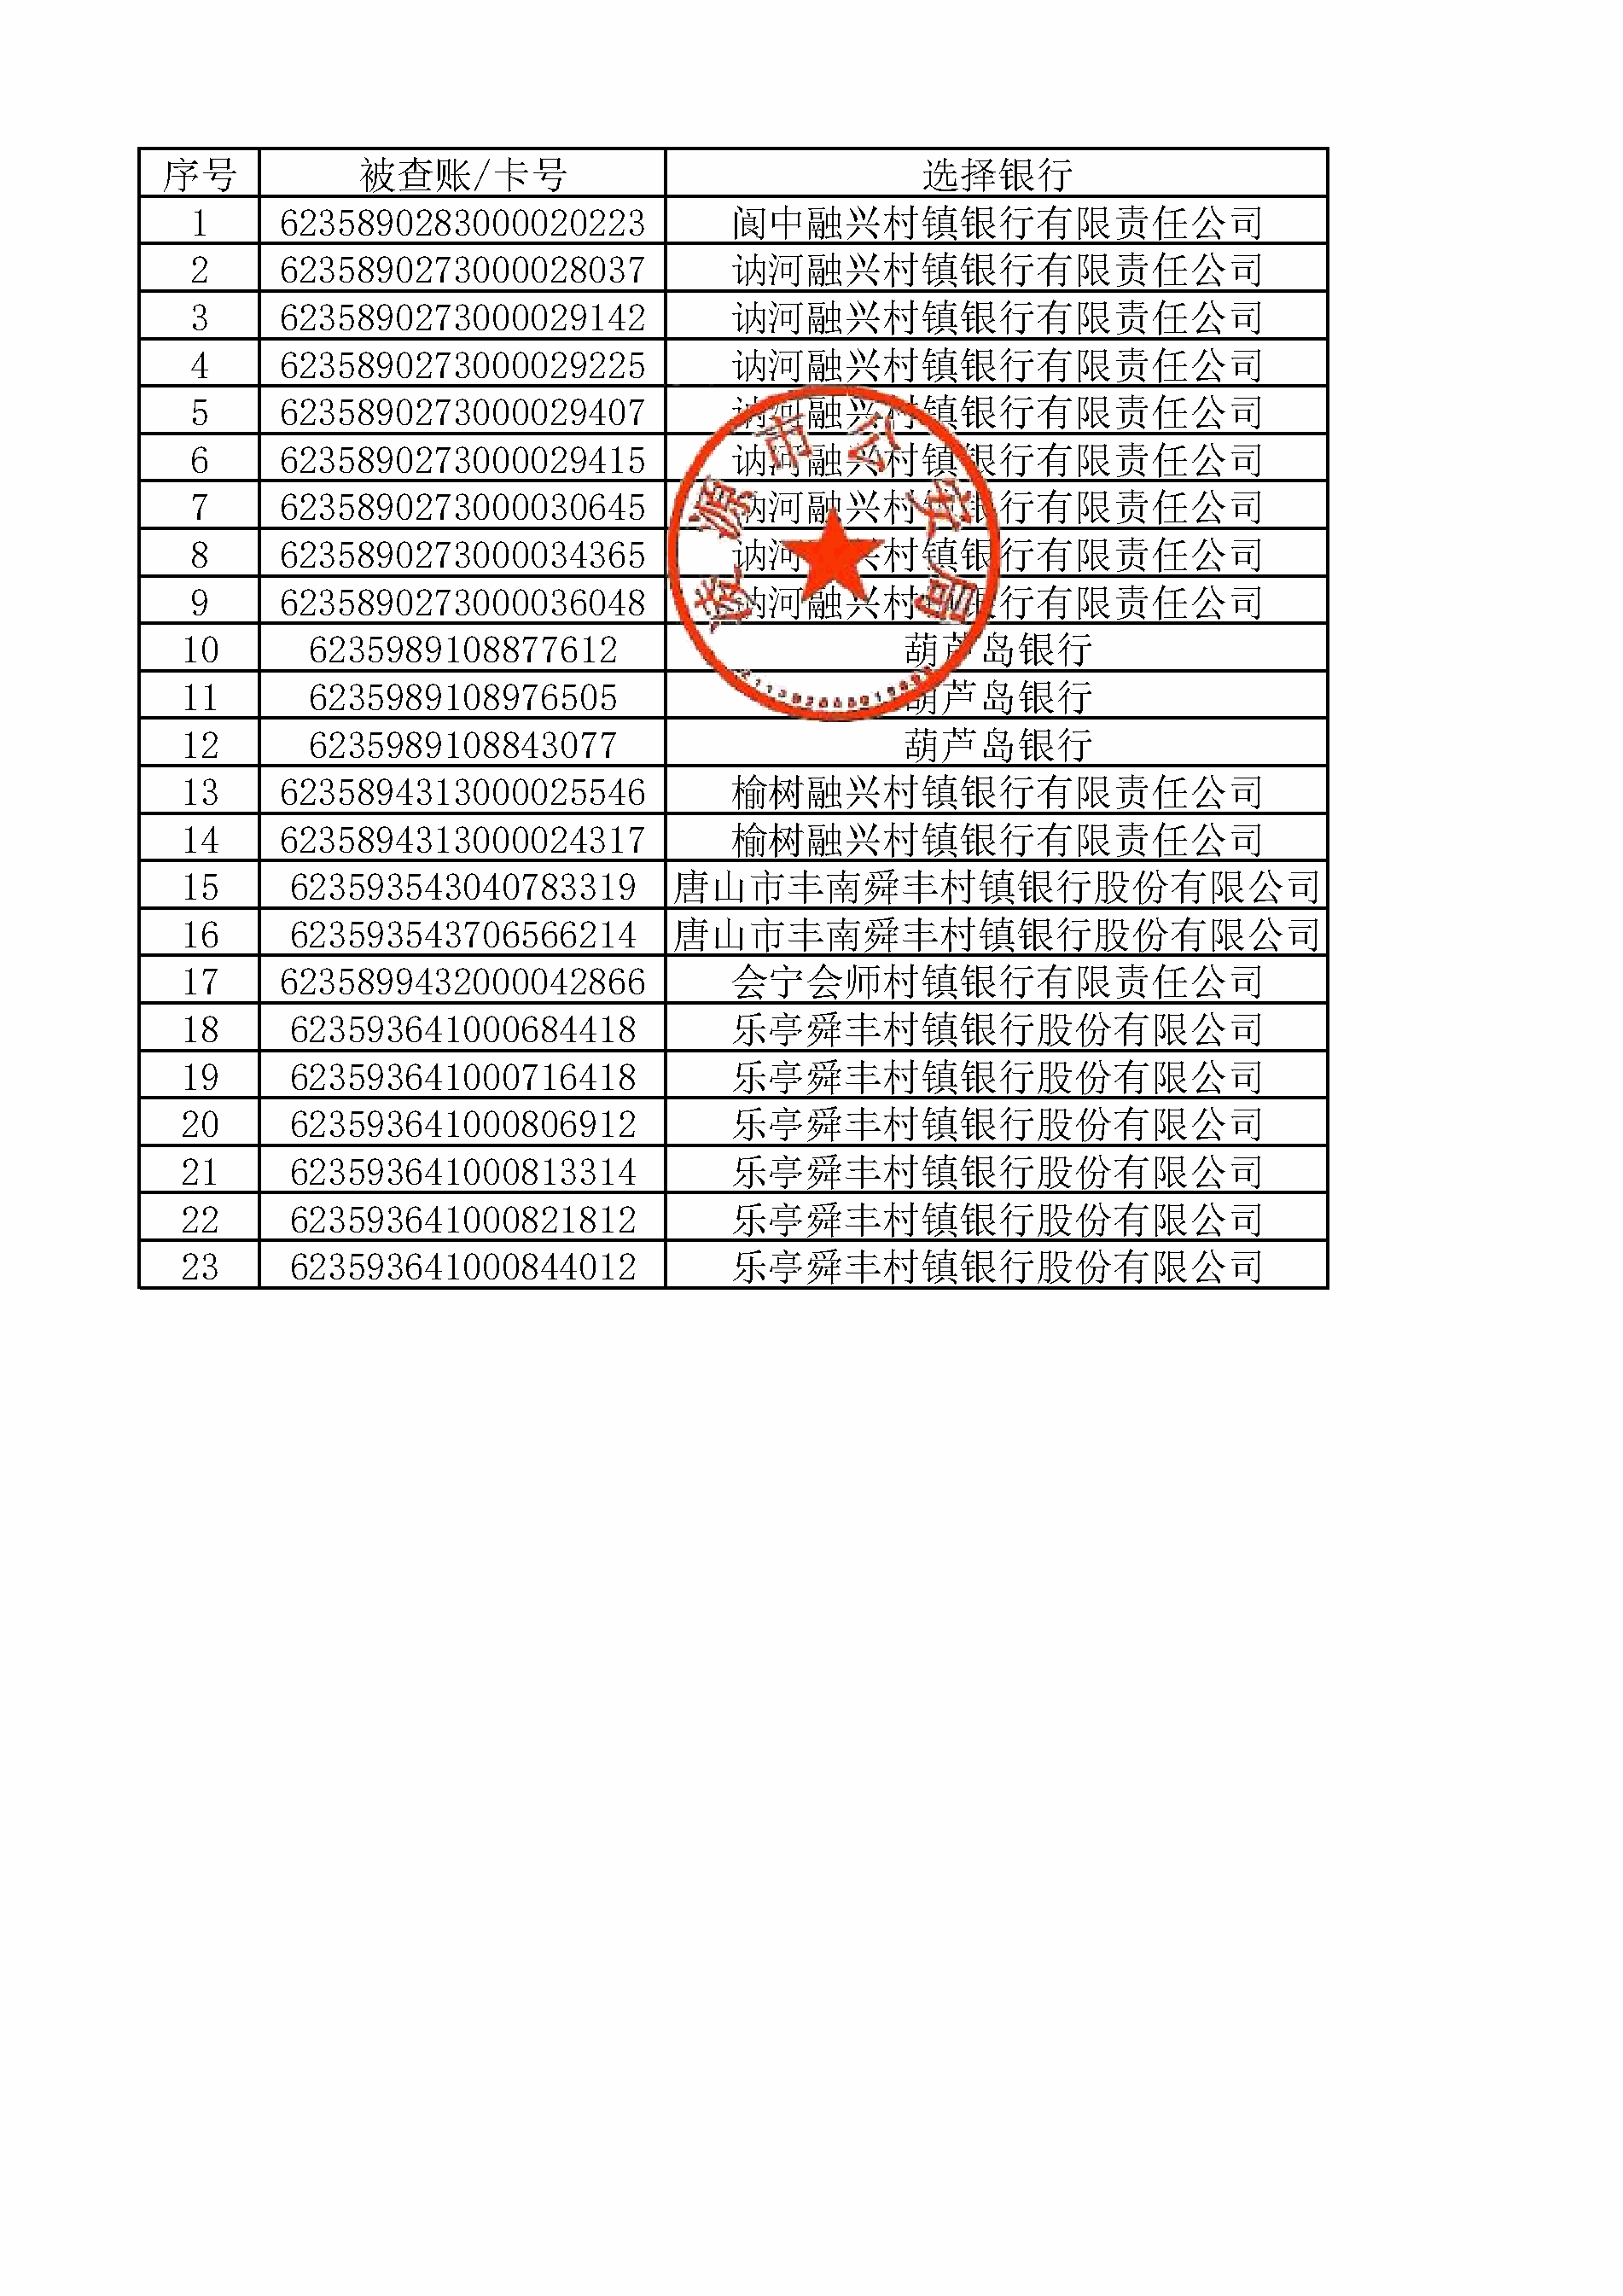 序号 被查账/卡号 选择银行
1 6235890283000020223 阆中融兴村镇银行有限责任公司
2 6235890273000028037 讷河融兴村镇银行有限责任公司
3 6235890273000029142 讷河融兴村镇银行有限责任公司
4 6235890273000029225 讷河融兴村镇银行有限责任公司
5 6235890273000029407 讷河融兴村镇银行有限责任公司
6 6235890273000029415 讷河融兴村镇银行有限责任公司
7 6235890273000030645 讷河融兴村镇银行有限责任公司
8 6235890273000034365 讷河融兴村镇银行有限责任公司
9 6235890273000036048 讷河融兴村镇银行有限责任公司
10 6235989108877612 葫芦岛银行
11 6235989108976505 葫芦岛银行
12 6235989108843077 葫芦岛银行
13 6235894313000025546 榆树融兴村镇银行有限责任公司
14 6235894313000024317 榆树融兴村镇银行有限责任公司
15 623593543040783319 唐山市丰南舜丰村镇银行股份有限公司
16 623593543706566214 唐山市丰南舜丰村镇银行股份有限公司
17 6235899432000042866 会宁会师村镇银行有限责任公司
18 623593641000684418 乐亭舜丰村镇银行股份有限公司
19 623593641000716418 乐亭舜丰村镇银行股份有限公司
20 623593641000806912 乐亭舜丰村镇银行股份有限公司
21 623593641000813314 乐亭舜丰村镇银行股份有限公司
22 623593641000821812 乐亭舜丰村镇银行股份有限公司
23 623593641000844012 乐亭舜丰村镇银行股份有限公司
凌源市公安局